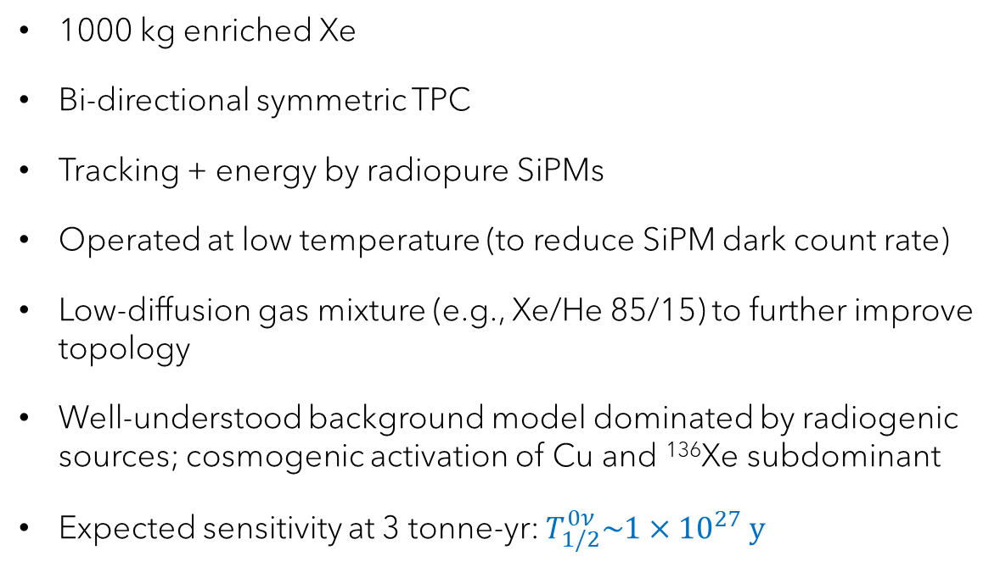 • 1000 kg enriched Xe
• Bi-directional symmetric TPC
• Tracking + energy by radiopure SiPMs
• Operated at low temperature (to reduce SiPM dark count rate)
• Low-diffusion gas mixture (e.g., Xe/He 85/15) to further improve
topology
• Well-understood background model dominated by radiogenic
sources; cosmogenic activation of Cu and ¹³⁶Xe subdominant
• Expected sensitivity at 3 tonne-yr: $T_{1/2}^{0\nu} \sim 1 \times 10^{27}$ y